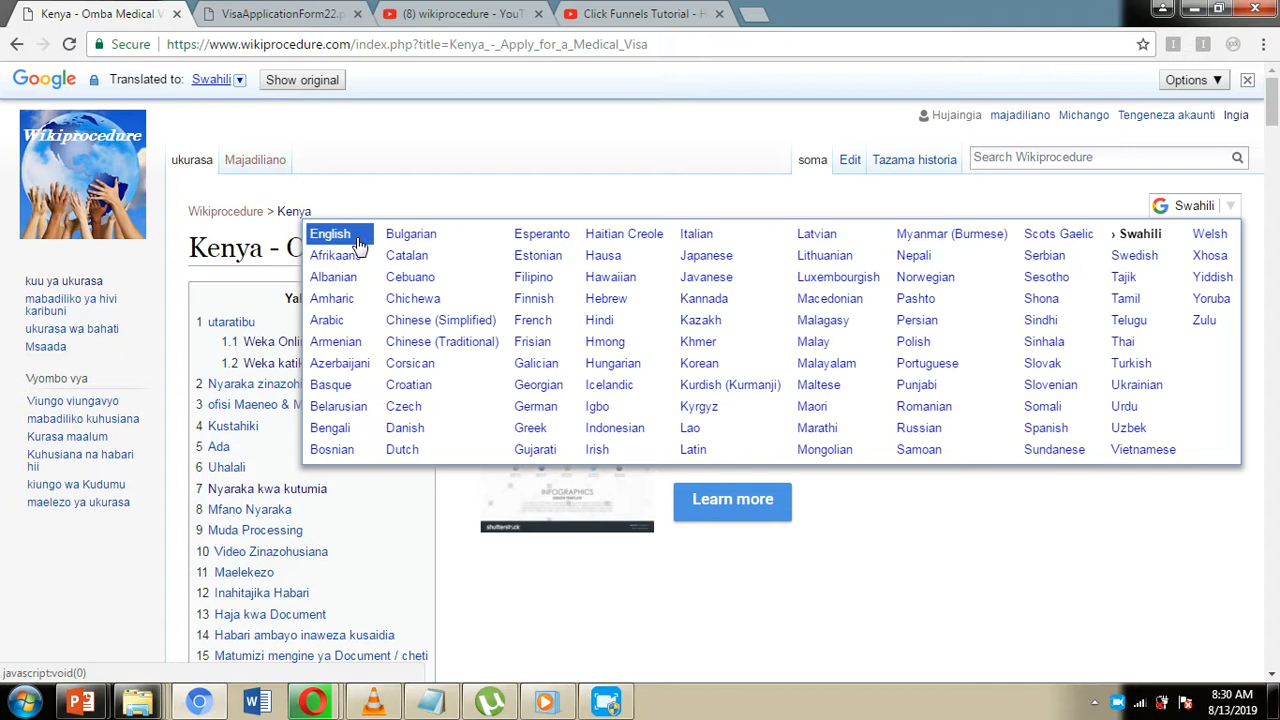 Kenya - Omba Medical V
VisaApplicationForm22.p
(8) wikiprocedure - YouT
Click Funnels Tutorial - H
Secure
https://www.wikiprocedure.com/index.php?title=Kenya_-_Apply_for_a_Medical_Visa
Google
Translated to:
Swahili
Show original
Options ▼
Wikiprocedure
Hujaingia
majadiliano
Michango
Tengeneza akaunti
Ingia
ukurasa
Majadiliano
soma
Edit
Tazama historia
Search Wikiprocedure
Wikiprocedure > Kenya
Swahili
Kenya - O
English
Afrikaan
Albanian
Amharic
Arabic
Armenian
Azerbaijani
Basque
Belarusian
Bengali
Bosnian
Bulgarian
Catalan
Cebuano
Chichewa
Chinese (Simplified)
Chinese (Traditional)
Corsican
Croatian
Czech
Danish
Dutch
Esperanto
Estonian
Filipino
Finnish
French
Frisian
Galician
Georgian
German
Greek
Gujarati
Haitian Creole
Hausa
Hawaiian
Hebrew
Hindi
Hmong
Hungarian
Icelandic
Igbo
Indonesian
Irish
Italian
Japanese
Javanese
Kannada
Kazakh
Khmer
Korean
Kurdish (Kurmanji)
Kyrgyz
Lao
Latin
Latvian
Lithuanian
Luxembourgish
Macedonian
Malagasy
Malay
Malayalam
Maltese
Maori
Marathi
Mongolian
Myanmar (Burmese)
Nepali
Norwegian
Pashto
Persian
Polish
Portuguese
Punjabi
Romanian
Russian
Samoan
Scots Gaelic
Serbian
Sesotho
Shona
Sindhi
Sinhala
Slovak
Slovenian
Somali
Spanish
Sundanese
› Swahili
Swedish
Tajik
Tamil
Telugu
Thai
Turkish
Ukrainian
Urdu
Uzbek
Vietnamese
Welsh
Xhosa
Yiddish
Yoruba
Zulu
kuu ya ukurasa
mabadiliko ya hivi
karibuni
ukurasa wa bahati
Msaada
Vyombo vya
Viungo viungavyo
mabadiliko kuhusiana
Kurasa maalum
Kuhusiana na habari
hii
kiungo wa Kudumu
maelezo ya ukurasa
Yal
1 utaratibu
1.1 Weka Onli
1.2 Weka katik
2 Nyaraka zinazohi
3 ofisi Maeneo & M
4 Kustahiki
5 Ada
6 Uhalali
7 Nyaraka kwa kutumia
8 Mfano Nyaraka
9 Muda Processing
10 Video Zinazohusiana
11 Maelekezo
12 Inahitajika Habari
13 Haja kwa Document
14 Habari ambayo inaweza kusaidia
15 Matumizi mengine ya Document / cheti
INFOGRAPHICS
shutterstock
Learn more
javascript:void(0)
8:30 AM
8/13/2019